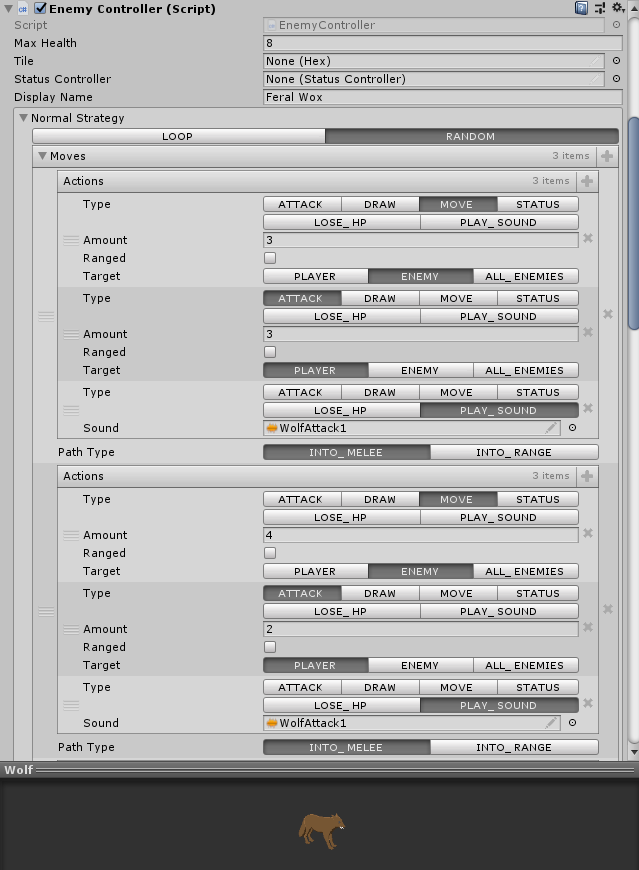 Enemy Controller (Script)
Script EnemyController
Max Health 8
Tile None (Hex)
Status Controller None (Status Controller)
Display Name Feral Wox
Normal Strategy
LOOP RANDOM
Moves 3 items
Actions 3 items
Type ATTACK DRAW MOVE STATUS
LOSE_HP PLAY_SOUND
Amount 3
Ranged
Target PLAYER ENEMY ALL_ENEMIES
Type ATTACK DRAW MOVE STATUS
LOSE_HP PLAY_SOUND
Amount 3
Ranged
Target PLAYER ENEMY ALL_ENEMIES
Type ATTACK DRAW MOVE STATUS
LOSE_HP PLAY_SOUND
Sound WolfAttack1
Path Type INTO_MELEE INTO_RANGE
Actions 3 items
Type ATTACK DRAW MOVE STATUS
LOSE_HP PLAY_SOUND
Amount 4
Ranged
Target PLAYER ENEMY ALL_ENEMIES
Type ATTACK DRAW MOVE STATUS
LOSE_HP PLAY_SOUND
Amount 2
Ranged
Target PLAYER ENEMY ALL_ENEMIES
Type ATTACK DRAW MOVE STATUS
LOSE_HP PLAY_SOUND
Sound WolfAttack1
Path Type INTO_MELEE INTO_RANGE
Wolf